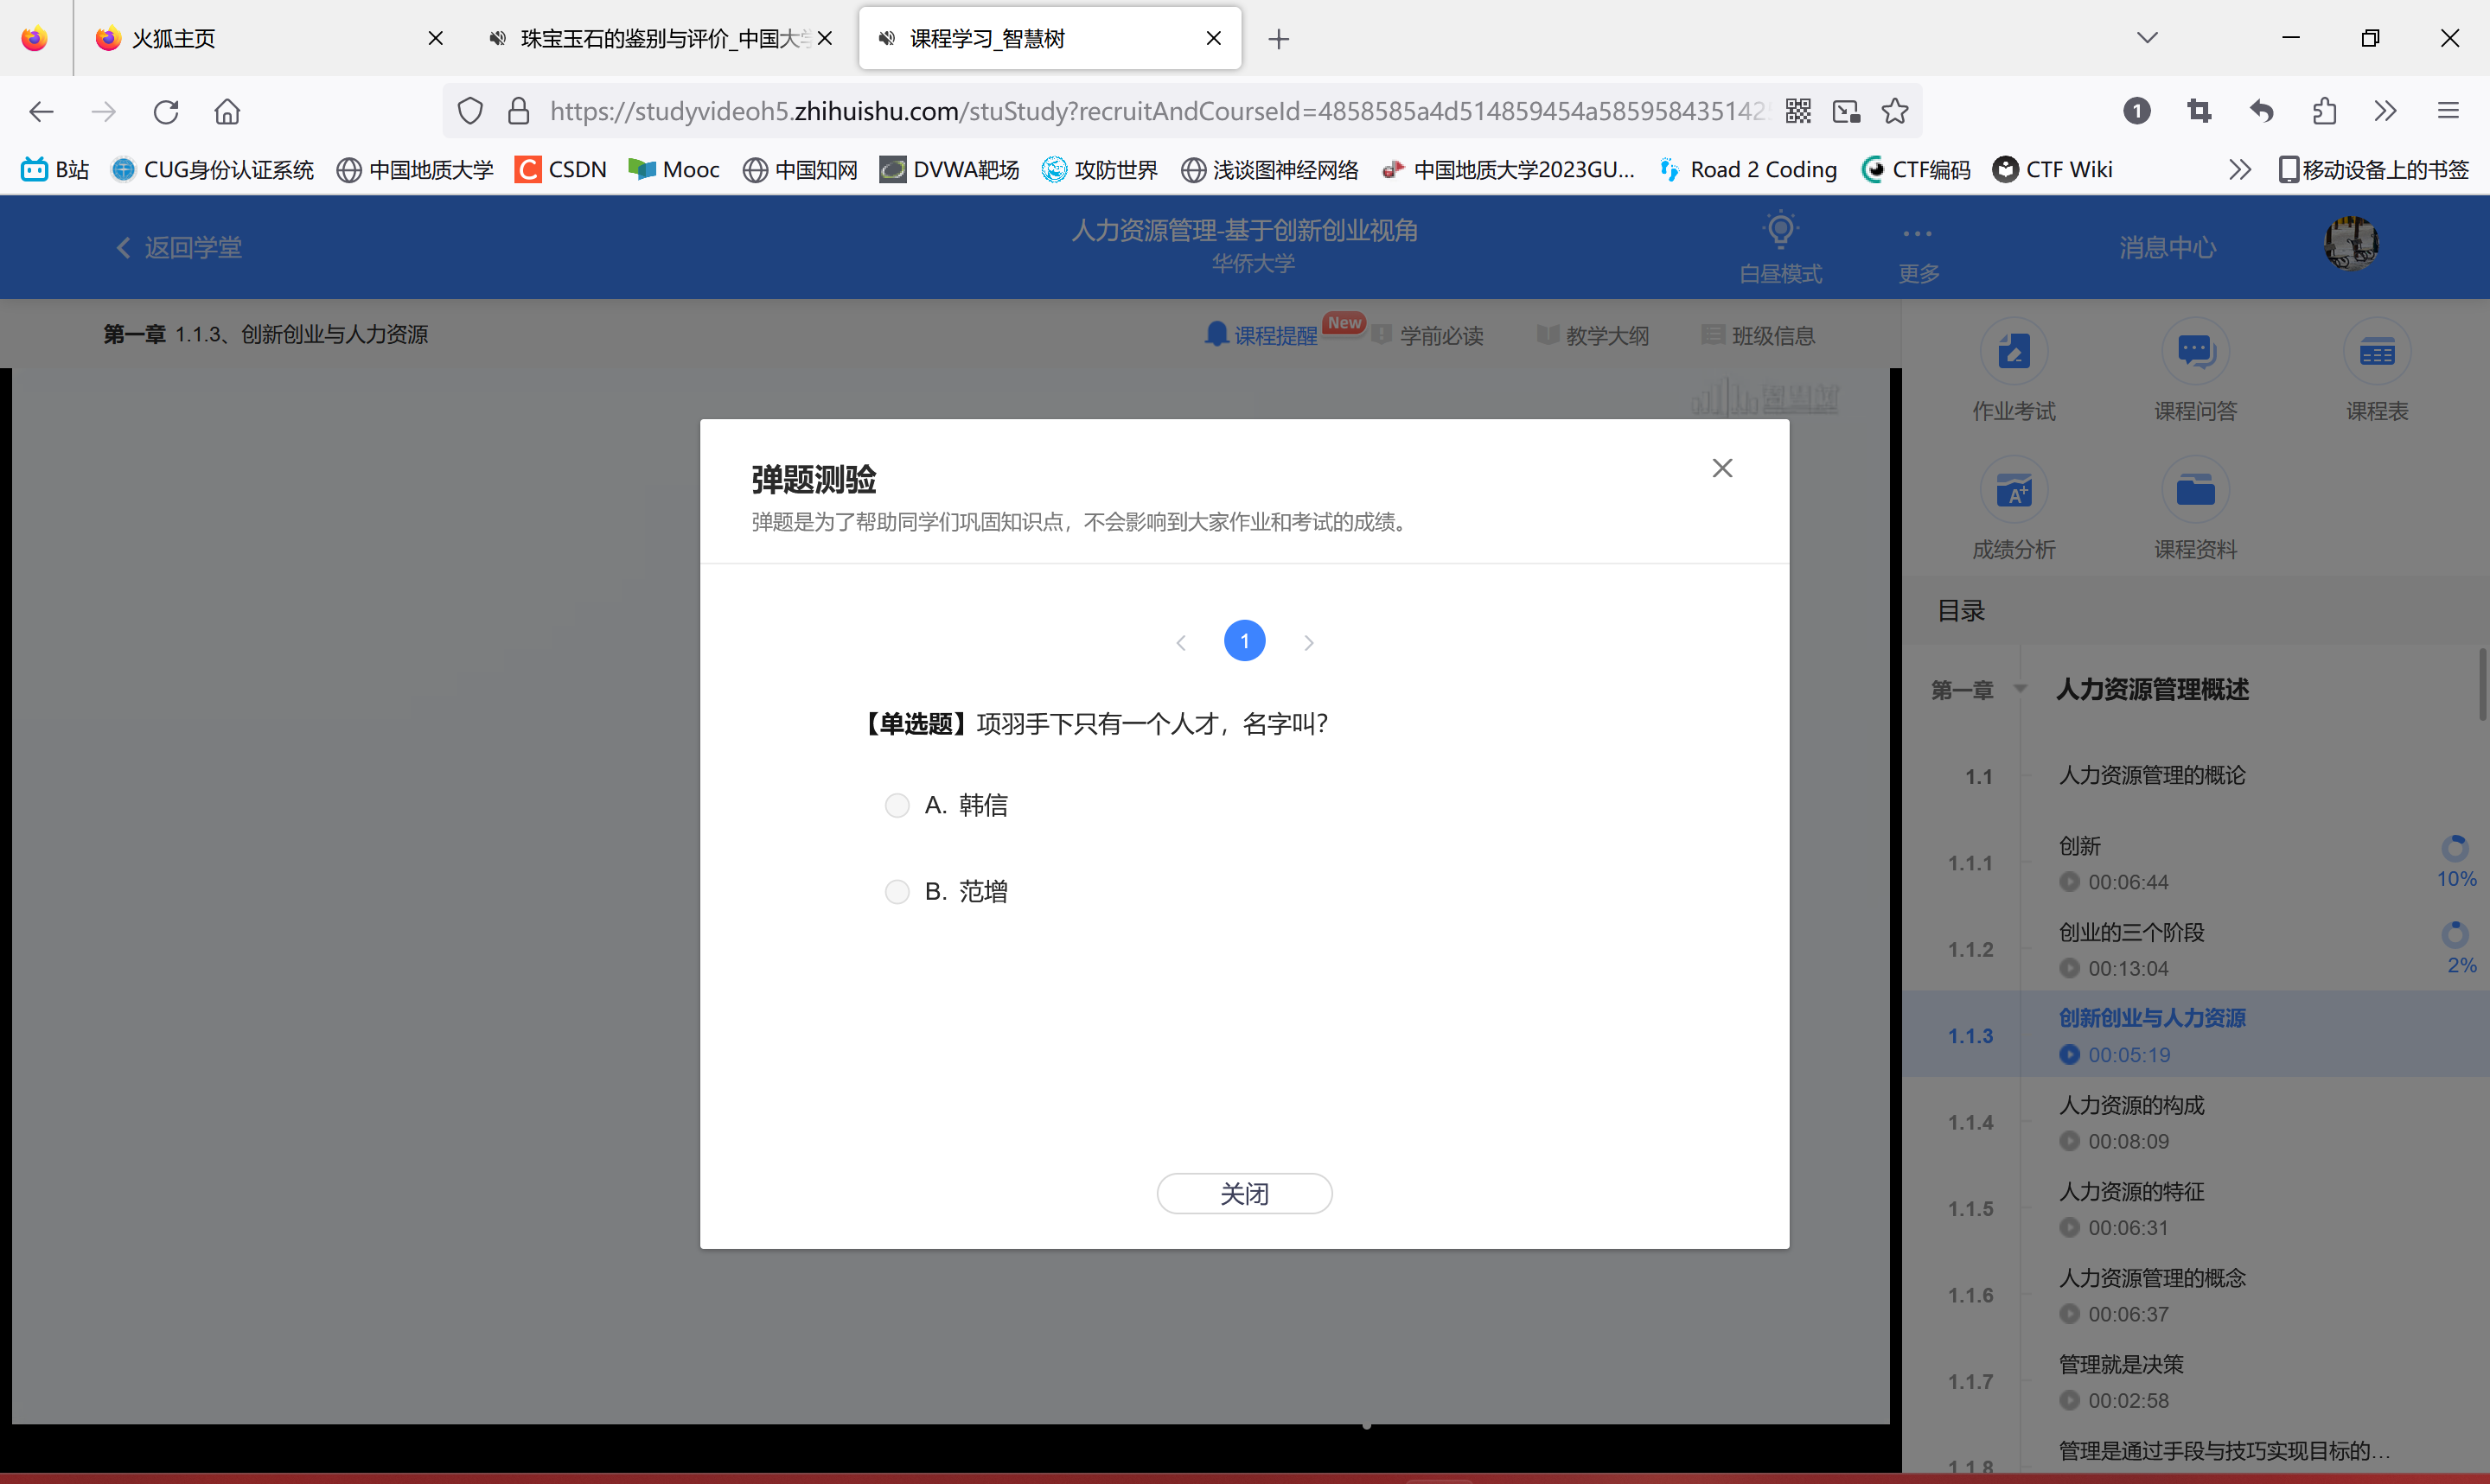 火狐主页
珠宝玉石的鉴别与评价_中国大学
课程学习_智慧树
https://studyvideoh5.zhihuishu.com/stuStudy?recruitAndCourseId=4858585a4d514859454a5859584351425
1
B站
CUG身份认证系统
中国地质大学
CSDN
Mooc
中国知网
DVWA靶场
攻防世界
浅谈图神经网络
中国地质大学2023GU...
Road 2 Coding
CTF编码
CTF Wiki
移动设备上的书签
返回学堂
人力资源管理-基于创新创业视角
华侨大学
白昼模式
更多
消息中心
第一章 1.1.3、创新创业与人力资源
课程提醒
New
学前必读
教学大纲
班级信息
作业考试
课程问答
课程表
成绩分析
课程资料
智慧树
弹题测验
弹题是为了帮助同学们巩固知识点，不会影响到大家作业和考试的成绩。
1
【单选题】项羽手下只有一个人才，名字叫?
A. 韩信
B. 范增
关闭
目录
第一章 人力资源管理概述
1.1 人力资源管理的概论
1.1.1 创新
00:06:44
10%
1.1.2 创业的三个阶段
00:13:04
2%
1.1.3 创新创业与人力资源
00:05:19
1.1.4 人力资源的构成
00:08:09
1.1.5 人力资源的特征
00:06:31
1.1.6 人力资源管理的概念
00:06:37
1.1.7 管理就是决策
00:02:58
1.1.8 管理是通过手段与技巧实现目标的...